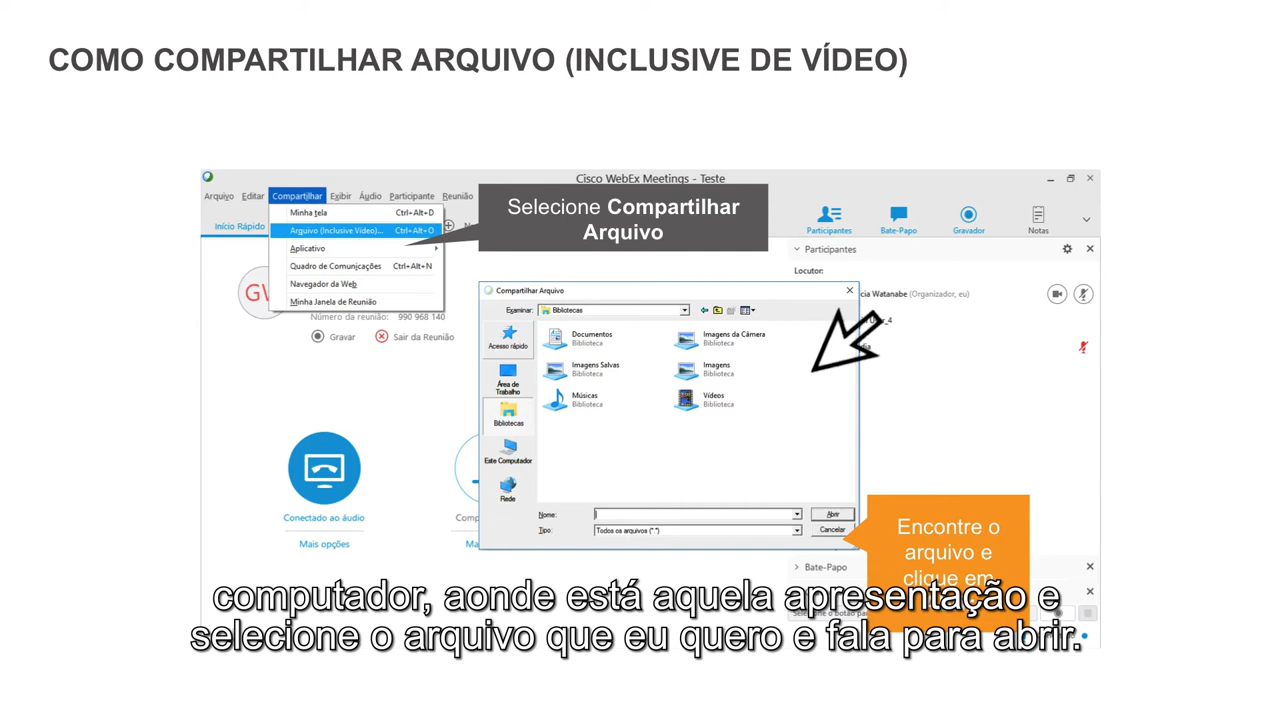 COMO COMPARTILHAR ARQUIVO (INCLUSIVE DE VÍDEO)
Cisco WebEx Meetings - Teste
Arquivo Editar Compartilhar Exibir Áudio Participante Reunião
Selecione Compartilhar
Arquivo
Minha tela Ctrl+Alt+D
Arquivo (Inclusive Vídeo)... Ctrl+Alt+O
Aplicativo
Quadro de Comunicações Ctrl+Alt+N
Navegador da Web
Minha Janela de Reunião
Início Rápido
Participantes Bate-Papo Gravador Notas
Participantes
Locutor:
cia Watanabe (Organizador, eu)
Número da reunião: 990 968 140
Gravar Sair da Reunião
Compartilhar Arquivo
Examinar: Bibliotecas
Acesso rápido
Área de
Trabalho
Bibliotecas
Este Computador
Rede
Documentos
Biblioteca
Imagens da Câmera
Biblioteca
Imagens Salvas
Biblioteca
Imagens
Biblioteca
Músicas
Biblioteca
Vídeos
Biblioteca
Nome: Abrir
Tipo: Todos os arquivos (*.*) Cancelar
Conectado ao áudio
Mais opções
Encontre o
arquivo e
clique em
Bate-Papo
computador, aonde está aquela apresentação e
selecione o arquivo que eu quero e fala para abrir.